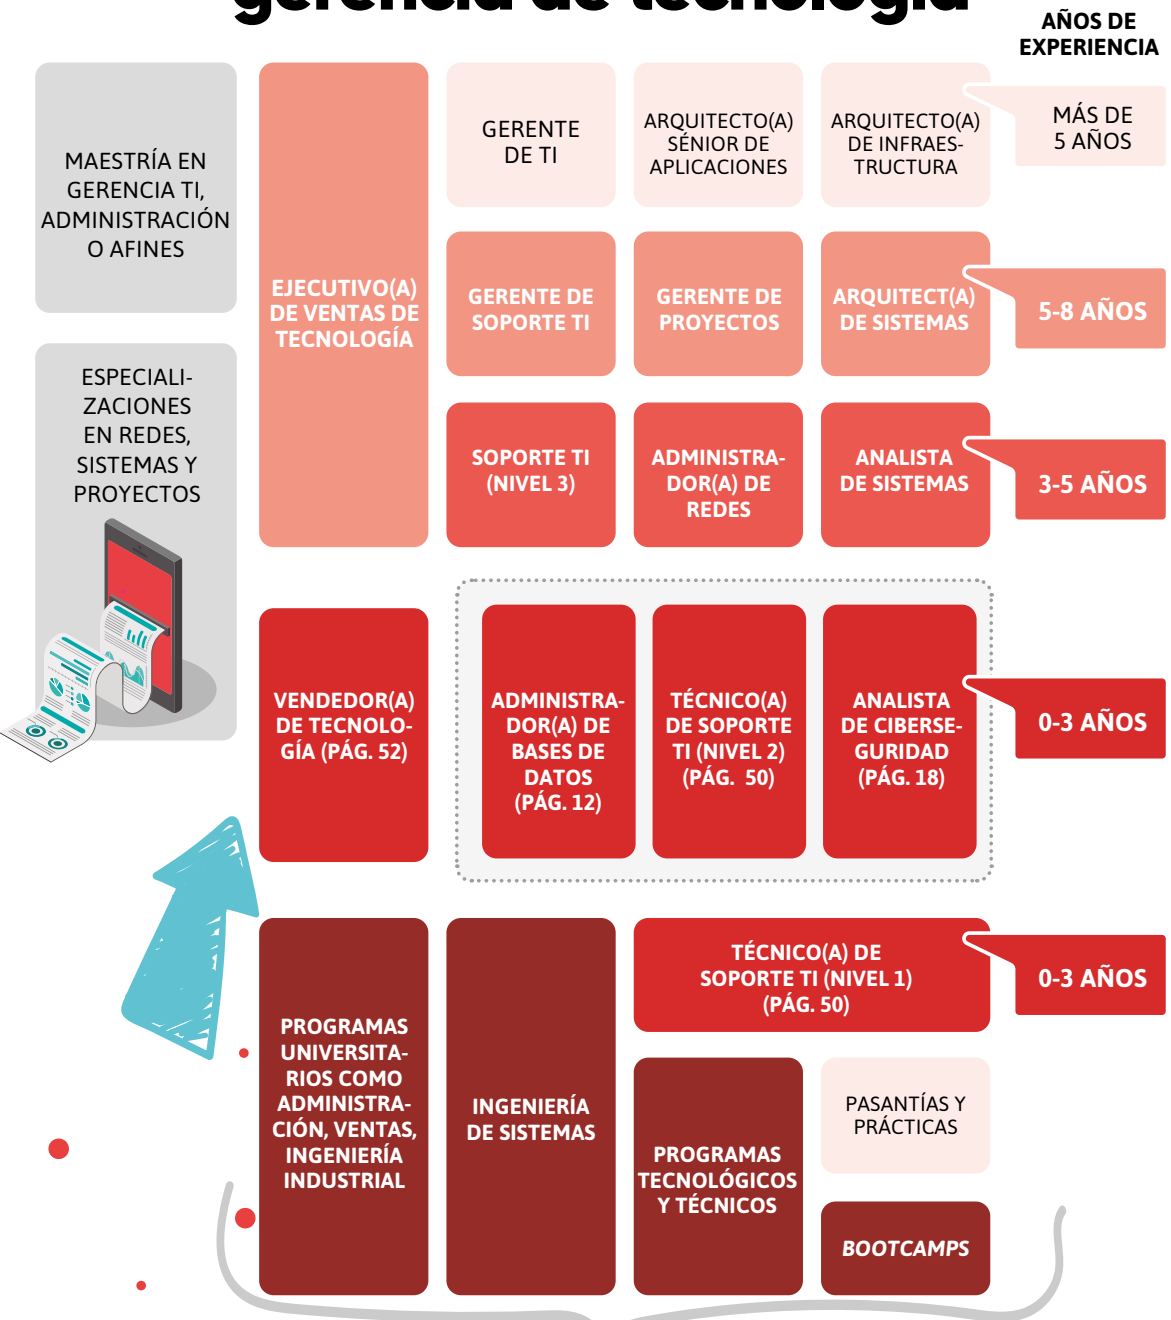 gerencia de tecnología
AÑOS DE
EXPERIENCIA
MAESTRÍA EN
GERENCIA TI,
ADMINISTRACIÓN
O AFINES
ESPECIALI-
ZACIONES
EN REDES,
SISTEMAS Y
PROYECTOS
EJECUTIVO(A)
DE VENTAS DE
TECNOLOGÍA
GERENTE
DE TI
ARQUITECTO(A)
SÉNIOR DE
APLICACIONES
ARQUITECTO(A)
DE INFRAES-
TRUCTURA
MÁS DE
5 AÑOS
GERENTE DE
SOPORTE TI
GERENTE DE
PROYECTOS
ARQUITECT(A)
DE SISTEMAS
5-8 AÑOS
SOPORTE TI
(NIVEL 3)
ADMINISTRA-
DOR(A) DE
REDES
ANALISTA
DE SISTEMAS
3-5 AÑOS
VENDEDOR(A)
DE TECNOLO-
GÍA (PÁG. 52)
ADMINISTRA-
DOR(A) DE
BASES DE
DATOS
(PÁG. 12)
TÉCNICO(A)
DE SOPORTE
TI (NIVEL 2)
(PÁG. 50)
ANALISTA
DE CIBERSE-
GURIDAD
(PÁG. 18)
0-3 AÑOS
PROGRAMAS
UNIVERSITA-
RIOS COMO
ADMINISTRA-
CIÓN, VENTAS,
INGENIERÍA
INDUSTRIAL
INGENIERÍA
DE SISTEMAS
TÉCNICO(A) DE
SOPORTE TI (NIVEL 1)
(PÁG. 50)
0-3 AÑOS
PROGRAMAS
TECNOLÓGICOS
Y TÉCNICOS
PASANTÍAS Y
PRÁCTICAS
BOOTCAMPS